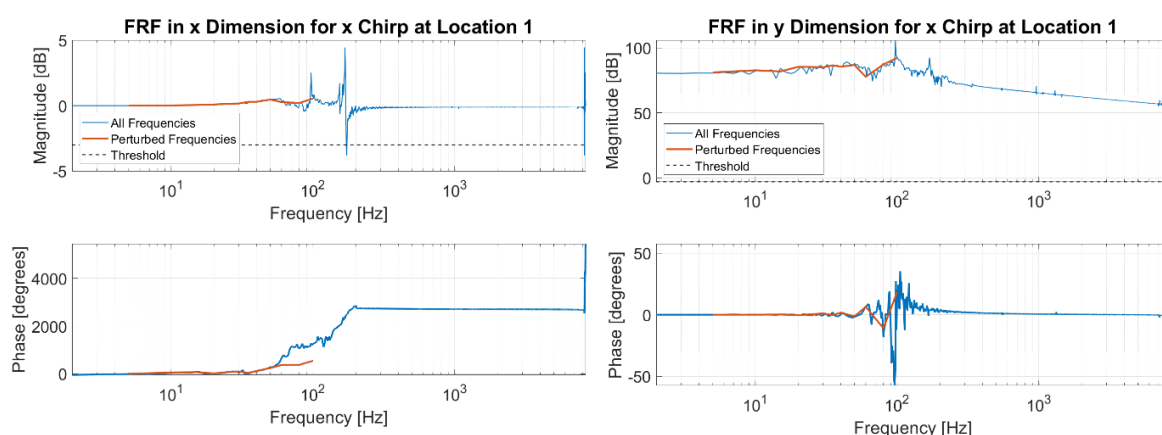 FRF in x Dimension for x Chirp at Location 1
Magnitude [dB]
5
0
-5
All Frequencies
Perturbed Frequencies
Threshold
10^1
10^2
10^3
Frequency [Hz]
Phase [degrees]
4000
2000
0
10^1
10^2
10^3
Frequency [Hz]
FRF in y Dimension for x Chirp at Location 1
Magnitude [dB]
100
50
0
All Frequencies
Perturbed Frequencies
Threshold
10^1
10^2
10^3
Frequency [Hz]
Phase [degrees]
50
0
-50
10^1
10^2
10^3
Frequency [Hz]